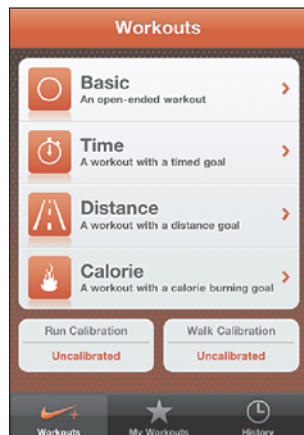 Workouts
Basic
An open-ended workout
Time
A workout with a timed goal
Distance
A workout with a distance goal
Calorie
A workout with a calorie burning goal
Run Calibration
Walk Calibration
Uncalibrated
Uncalibrated
Workouts
My Workouts
History